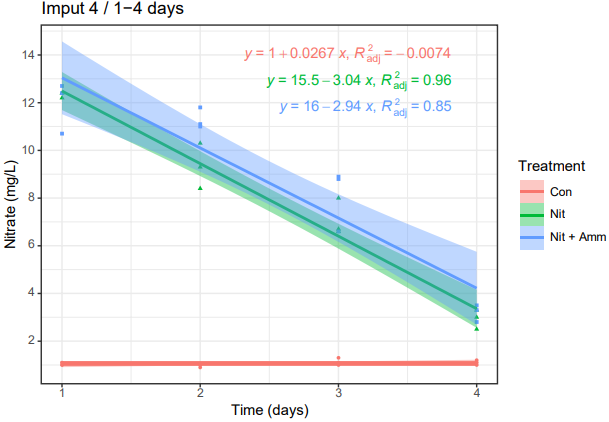 Imput 4 / 1−4 days
y = 1+0.0267 x, R²adj = −0.0074
y = 15.5−3.04 x, R²adj = 0.96
y = 16−2.94 x, R²adj = 0.85
14
12
10
8
6
4
2
Nitrate (mg/L)
1 2 3 4
Time (days)
Treatment
Con
Nit
Nit + Amm